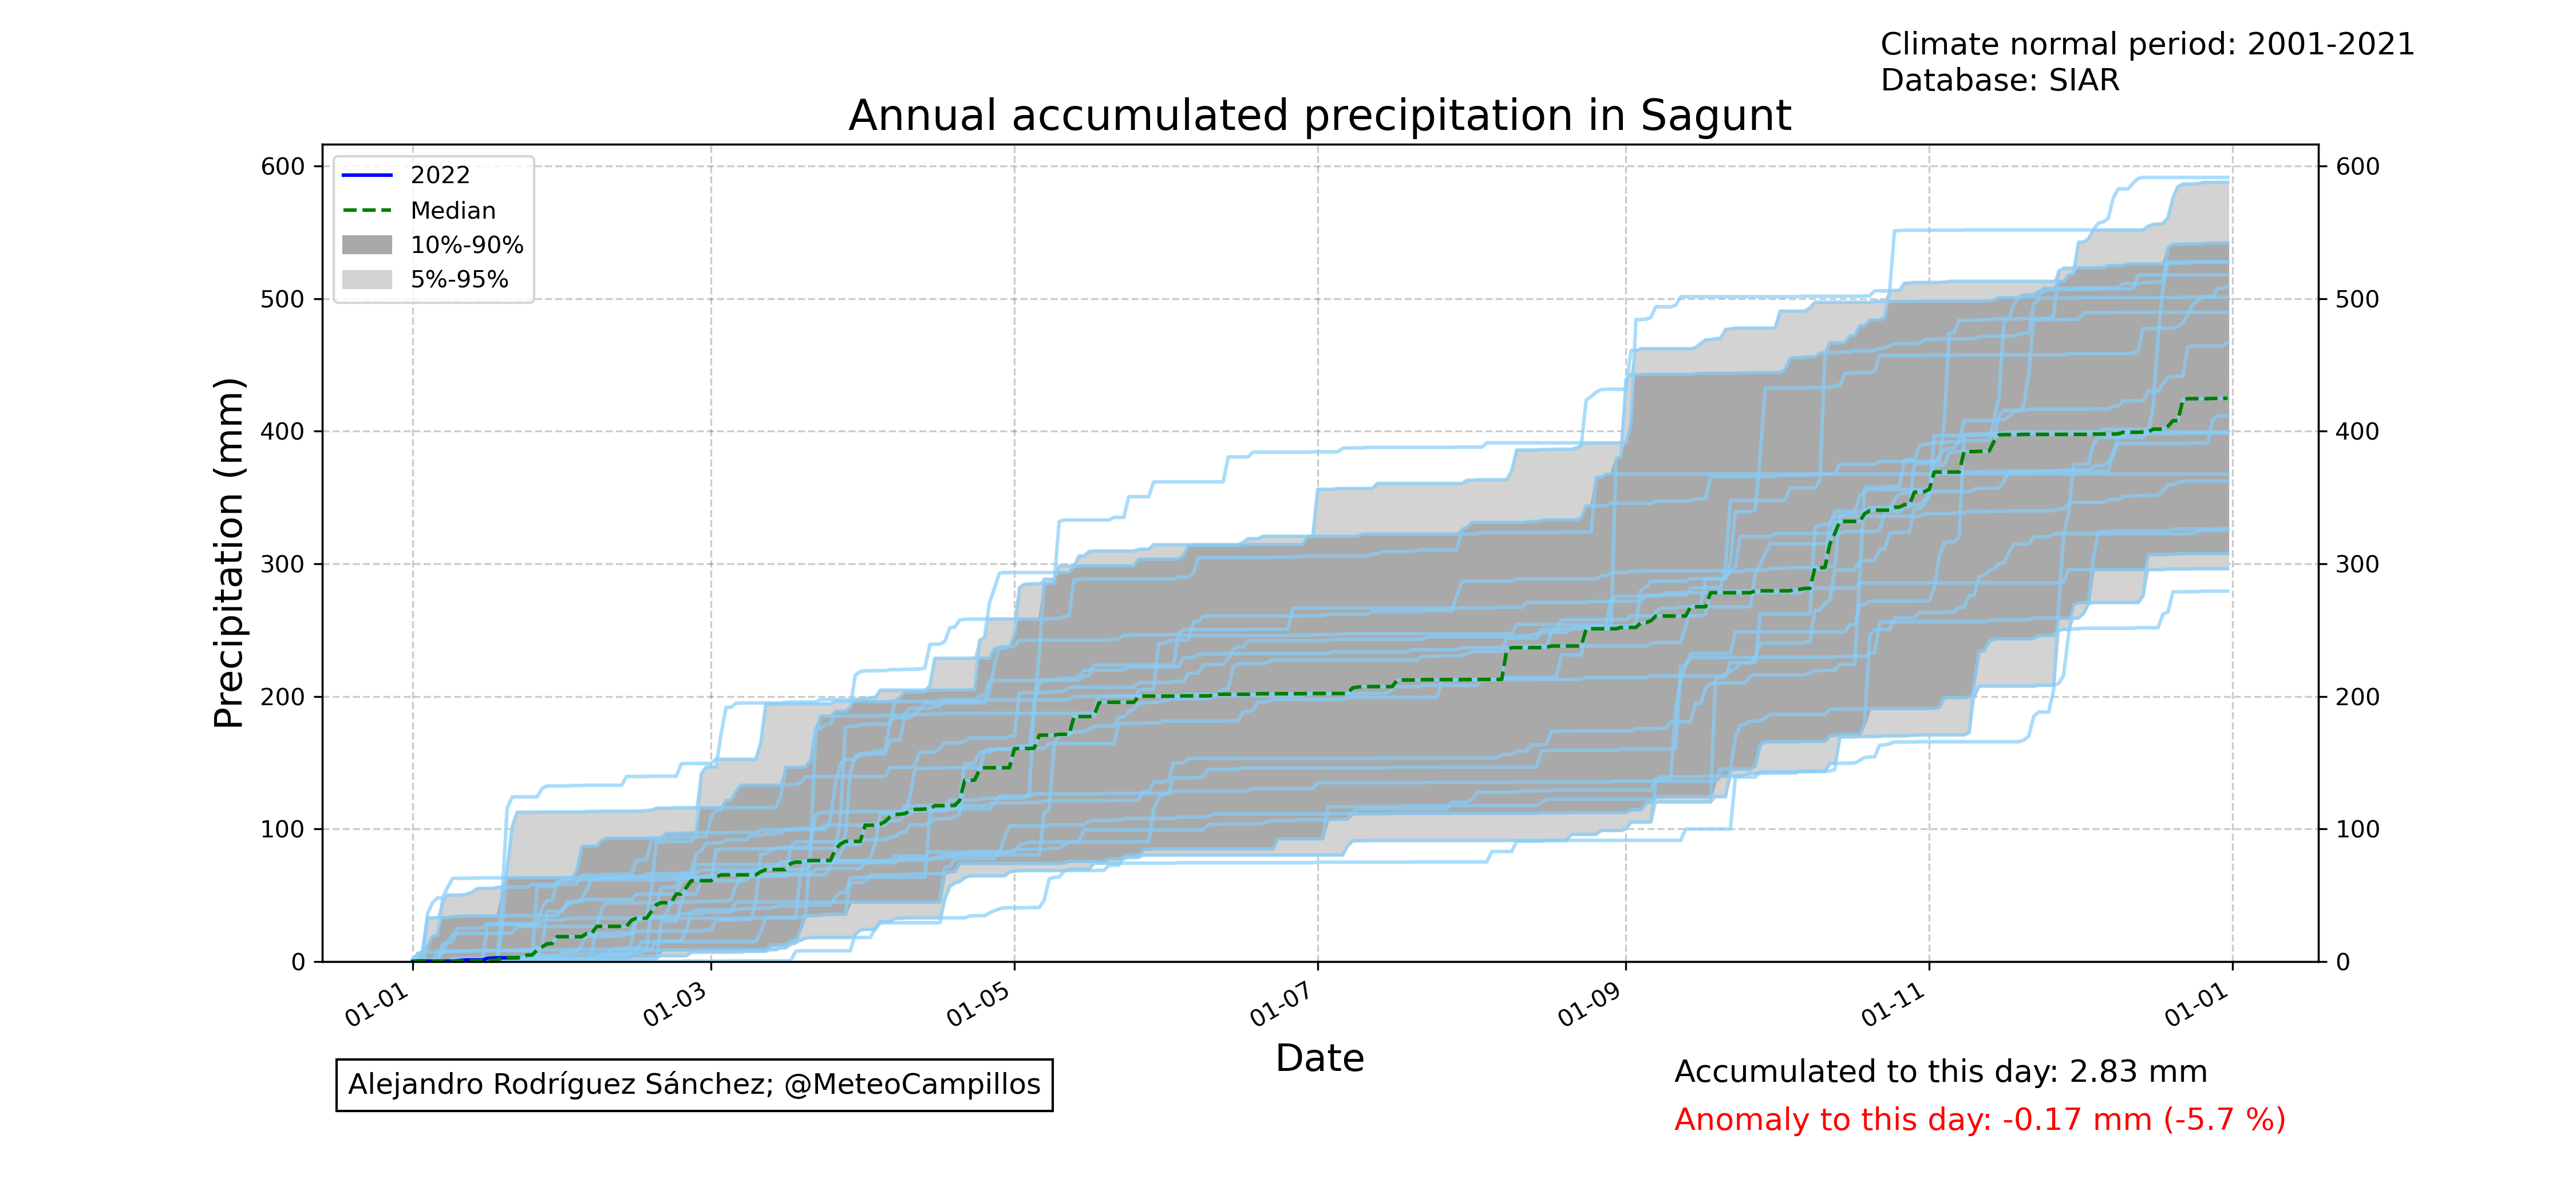 Climate normal period: 2001-2021
Database: SIAR
Annual accumulated precipitation in Sagunt
2022
Median
10%-90%
5%-95%
Precipitation (mm)
600
500
400
300
200
100
0
600
500
400
300
200
100
0
01-01
01-03
01-05
01-07
01-09
01-11
01-01
Date
Alejandro Rodríguez Sánchez; @MeteoCampillos
Accumulated to this day: 2.83 mm
Anomaly to this day: -0.17 mm (-5.7 %)